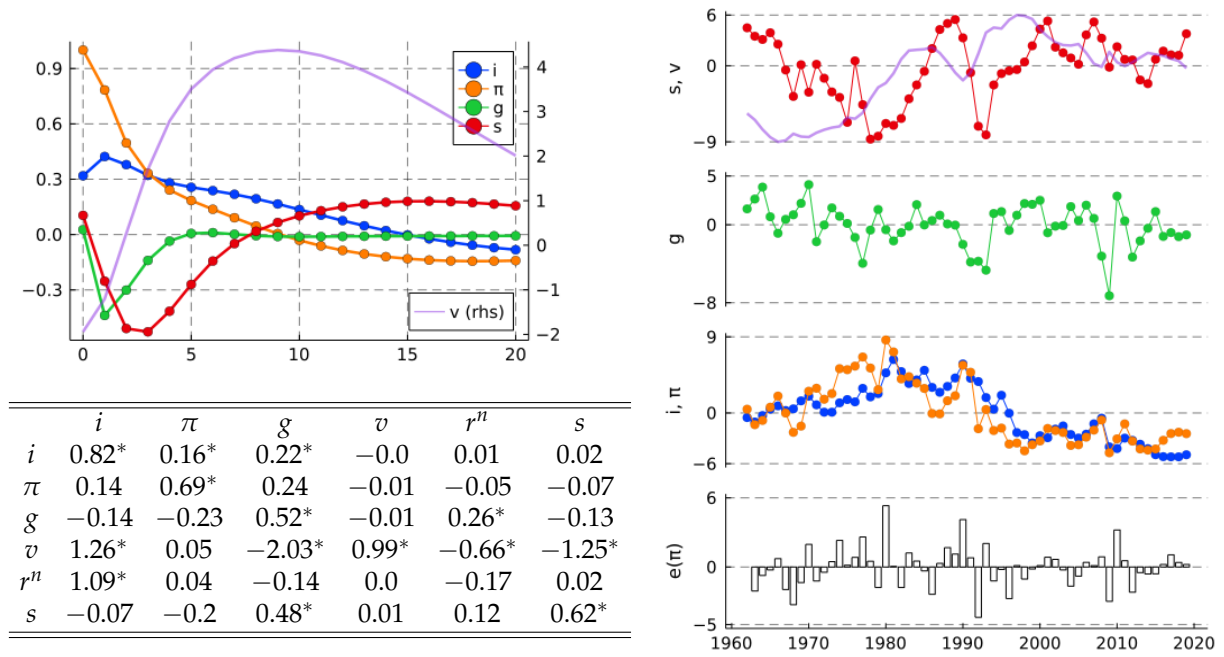 0.9
0.6
0.3
0.0
−0.3
4
3
2
1
0
−1
−2
0
5
10
15
20
i
π
g
s
v (rhs)
i π g v rⁿ s
i 0.82* 0.16* 0.22* −0.0 0.01 0.02
π 0.14 0.69* 0.24 −0.01 −0.05 −0.07
g −0.14 −0.23 0.52* −0.01 0.26* −0.13
v 1.26* 0.05 −2.03* 0.99* −0.66* −1.25*
rⁿ 1.09* 0.04 −0.14 0.0 −0.17 0.02
s −0.07 −0.2 0.48* 0.01 0.12 0.62*
6
0
−9
s, v
5
0
−8
g
9
0
−6
i, π
6
0
−5
e(π)
1960 1970 1980 1990 2000 2010 2020